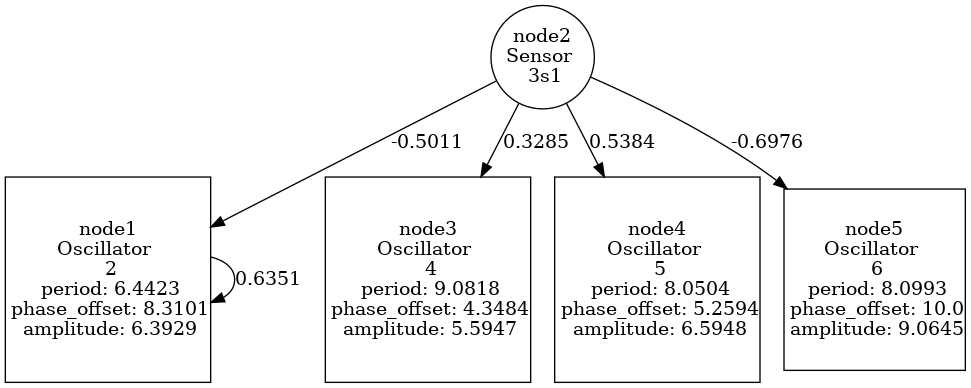 node2
Sensor
3s1
-0.5011
0.3285
0.5384
-0.6976
node1
Oscillator
2
period: 6.4423
phase_offset: 8.3101
amplitude: 6.3929
0.6351
node3
Oscillator
4
period: 9.0818
phase_offset: 4.3484
amplitude: 5.5947
node4
Oscillator
5
period: 8.0504
phase_offset: 5.2594
amplitude: 6.5948
node5
Oscillator
6
period: 8.0993
phase_offset: 10.0
amplitude: 9.0645